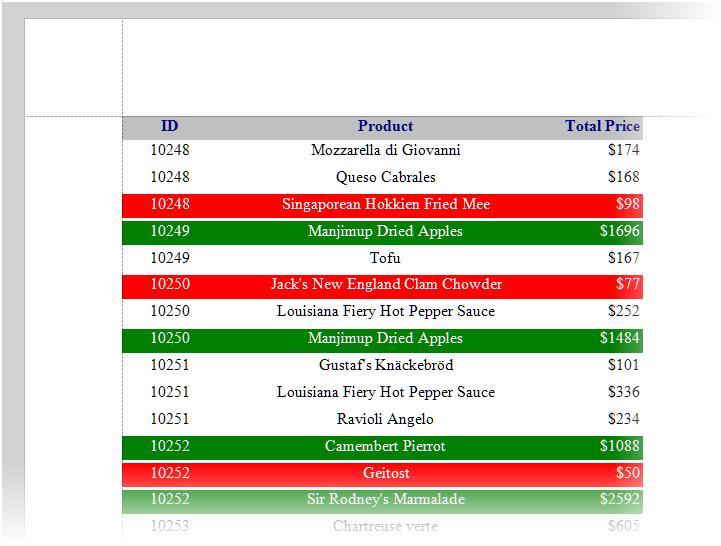 ID Product Total Price
10248 Mozzarella di Giovanni $174
10248 Queso Cabrales $168
10248 Singaporean Hokkien Fried Mee $98
10249 Manjimup Dried Apples $1696
10249 Tofu $167
10250 Jack's New England Clam Chowder $77
10250 Louisiana Fiery Hot Pepper Sauce $252
10250 Manjimup Dried Apples $1484
10251 Gustaf's Knäckebröd $101
10251 Louisiana Fiery Hot Pepper Sauce $336
10251 Ravioli Angelo $234
10252 Camembert Pierrot $1088
10252 Geitost $50
10252 Sir Rodney's Marmalade $2592
10253 Chartreuse verte $605